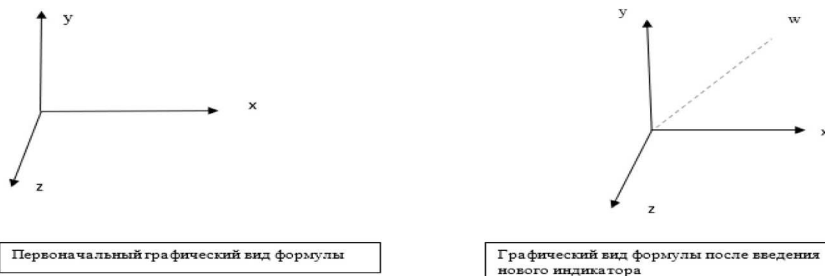 y
x
z
Первоначальный графический вид формулы
y
w
x
z
Графический вид формулы после введения
нового индикатора